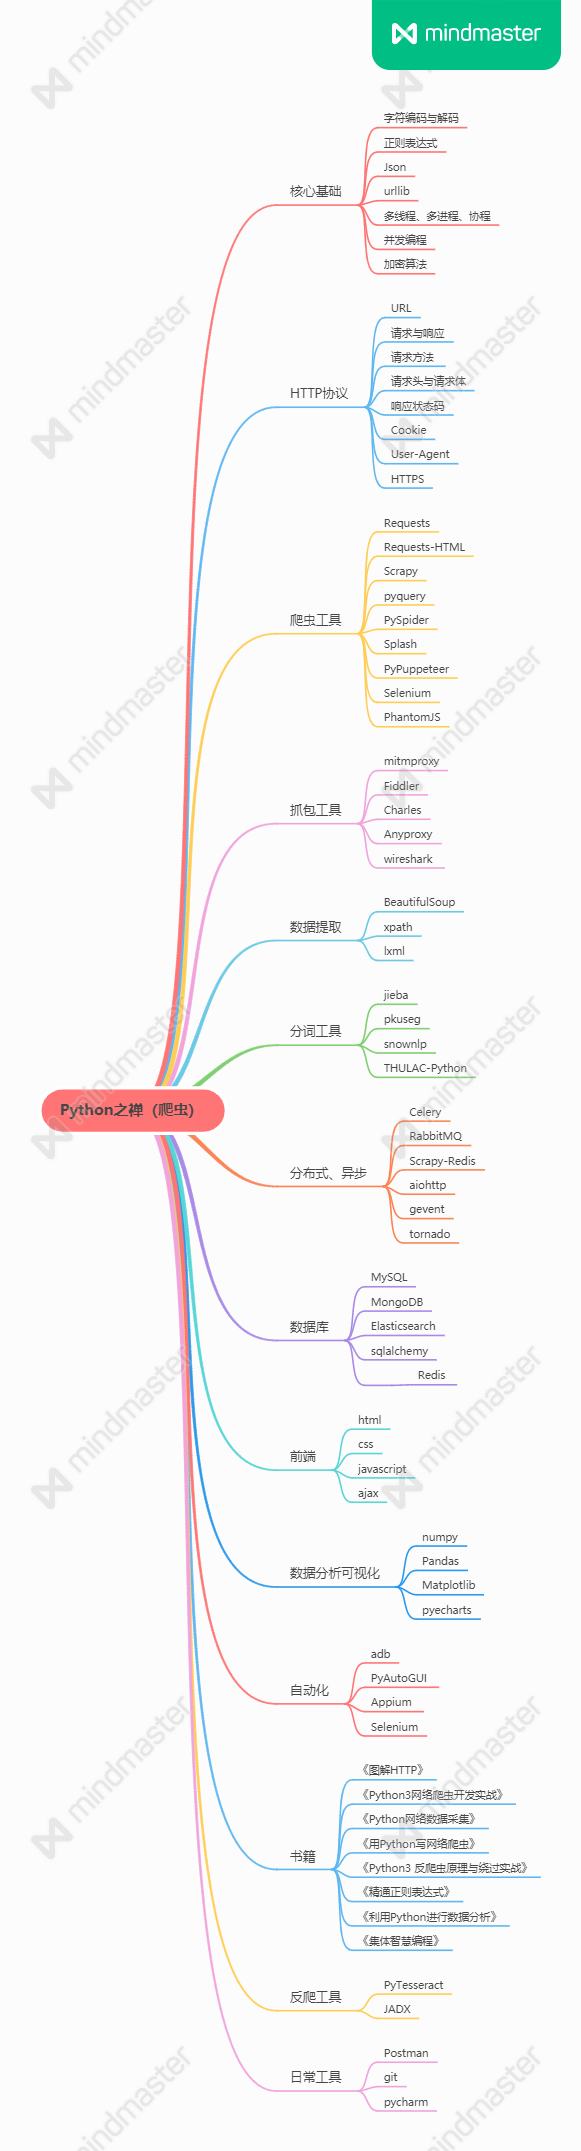 mindmaster
字符编码与解码
正则表达式
Json
核心基础
urllib
多线程、多进程、协程
并发编程
加密算法
URL
请求与响应
请求方法
请求头与请求体
HTTP协议
响应状态码
Cookie
User-Agent
HTTPS
Requests
Requests-HTML
Scrapy
pyquery
爬虫工具
PySpider
Splash
PyPuppeteer
Selenium
PhantomJS
mitmproxy
Fiddler
抓包工具
Charles
Anyproxy
wireshark
BeautifulSoup
数据提取
xpath
lxml
jieba
pkuseg
分词工具
snownlp
THULAC-Python
Python之禅（爬虫）
Celery
RabbitMQ
Scrapy-Redis
分布式、异步
aiohttp
gevent
tornado
MySQL
MongoDB
数据库
Elasticsearch
sqlalchemy
Redis
html
css
前端
javascript
ajax
numpy
Pandas
数据分析可视化
Matplotlib
pyecharts
adb
PyAutoGUI
自动化
Appium
Selenium
《图解HTTP》
《Python3网络爬虫开发实战》
《Python网络数据采集》
《用Python写网络爬虫》
书籍
《Python3 反爬虫原理与绕过实战》
《精通正则表达式》
《利用Python进行数据分析》
《集体智慧编程》
PyTesseract
反爬工具
JADX
Postman
日常工具
git
pycharm